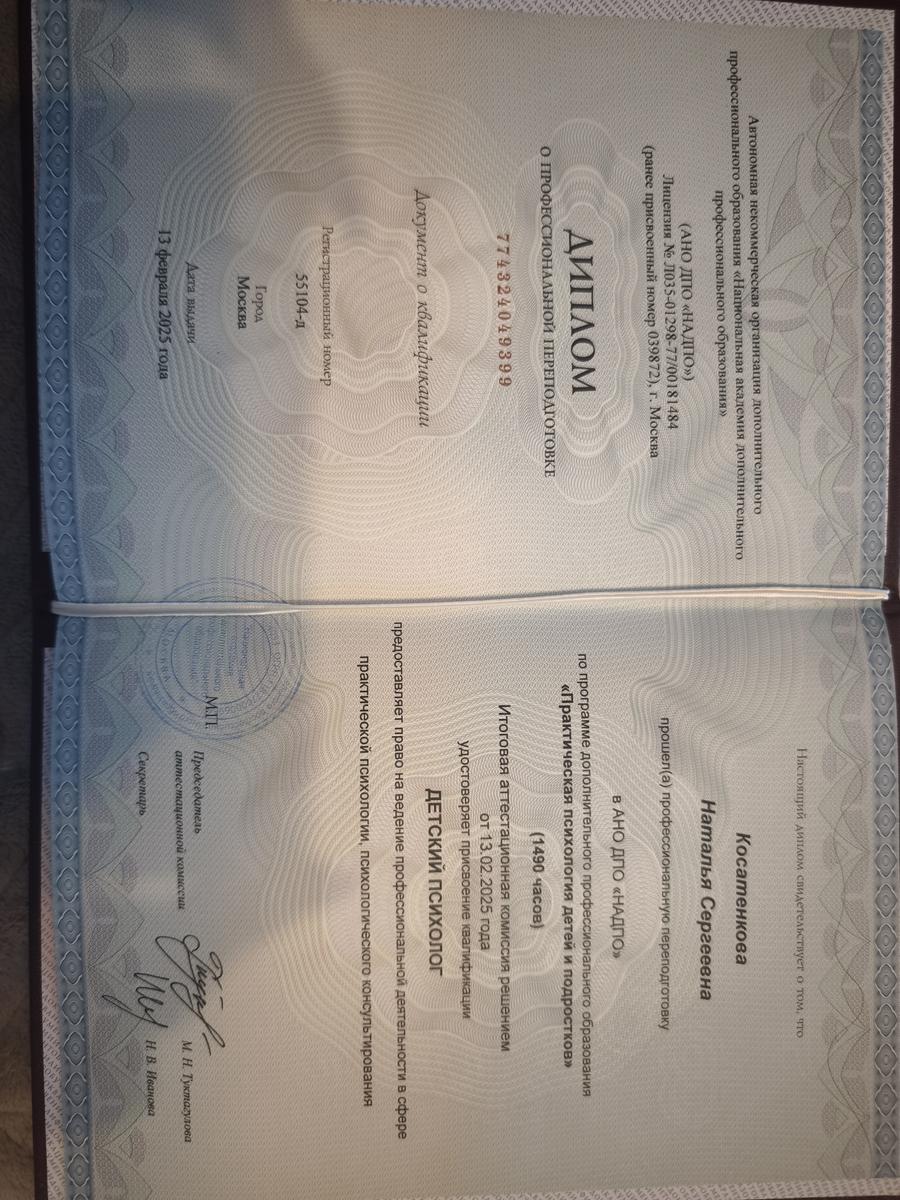 Автономная некоммерческая организация дополнительного
профессионального образования «Национальная академия дополнительного
профессионального образования»
(АНО ДПО «НАДПО»)
Лицензия № Л035-01298-77/00181484
(ранее присвоенный номер 039872), г. Москва
ДИПЛОМ
О ПРОФЕССИОНАЛЬНОЙ ПЕРЕПОДГОТОВКЕ
774324049399
Документ о квалификации
Регистрационный номер
55104-д
Город
Москва
Дата выдачи
13 февраля 2025 года
Настоящий диплом свидетельствует о том, что
Косатенкова
Наталья Сергеевна
прошел(а) профессиональную переподготовку
в АНО ДПО «НАДПО»
по программе дополнительного профессионального образования
«Практическая психология детей и подростков»
(1490 часов)
Итоговая аттестационная комиссия решением
от 13.02.2025 года
удостоверяет присвоение квалификации
ДЕТСКИЙ ПСИХОЛОГ
предоставляет право на ведение профессиональной деятельности в сфере
практической психологии, психологического консультирования
М.П.
Председатель
аттестационной комиссии
М. Н. Туктагулова
Секретарь
Н. В. Иванова